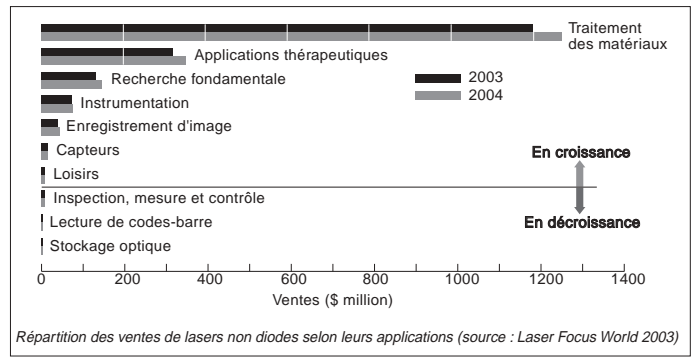 Traitement
des matériaux
Applications thérapeutiques
Recherche fondamentale
2003
2004
Instrumentation
Enregistrement d'image
Capteurs
En croissance
Loisirs
Inspection, mesure et contrôle
En décroissance
Lecture de codes-barre
Stockage optique
0 200 400 600 800 1000 1200 1400
Ventes ($ million)
Répartition des ventes de lasers non diodes selon leurs applications (source : Laser Focus World 2003)